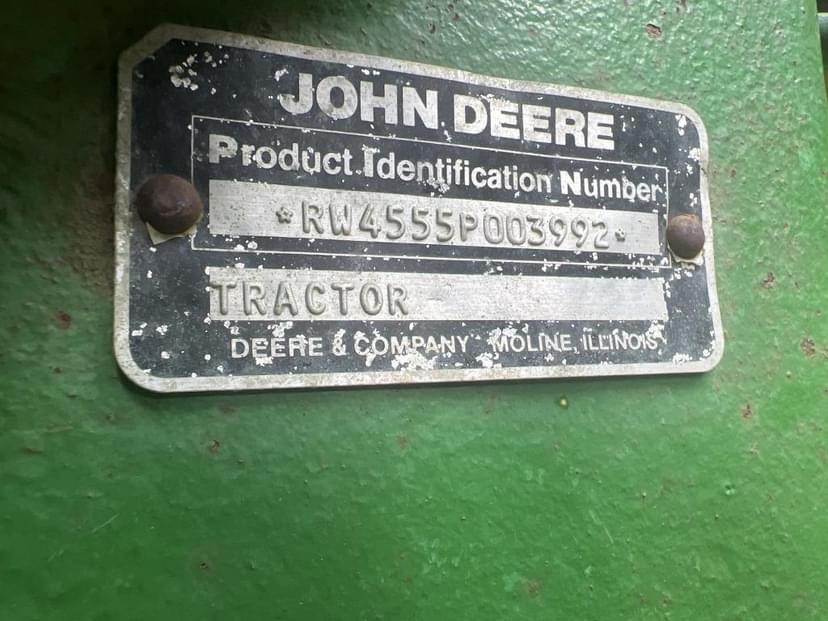 JOHN DEERE
Product Identification Number
*RW4555P003992*
TRACTOR
DEERE & COMPANY MOLINE, ILLINOIS